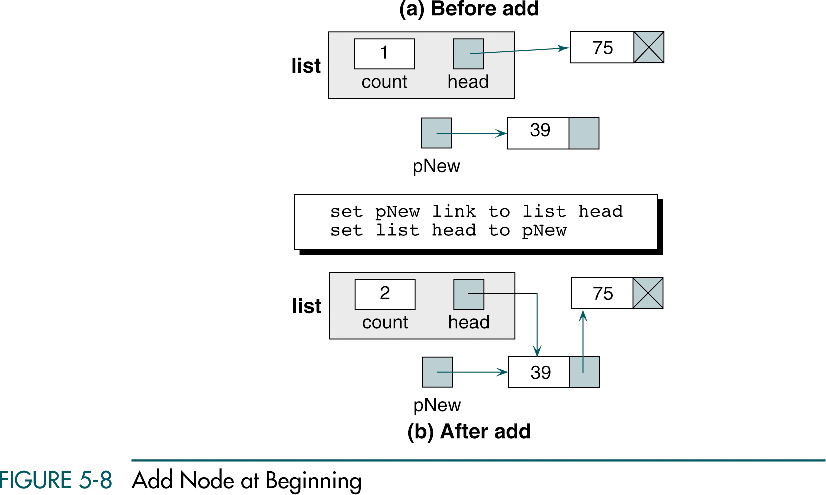 (a) Before add
list
1
count
head
75
39
pNew
set pNew link to list head
set list head to pNew
list
2
count
head
75
39
pNew
(b) After add
FIGURE 5-8 Add Node at Beginning